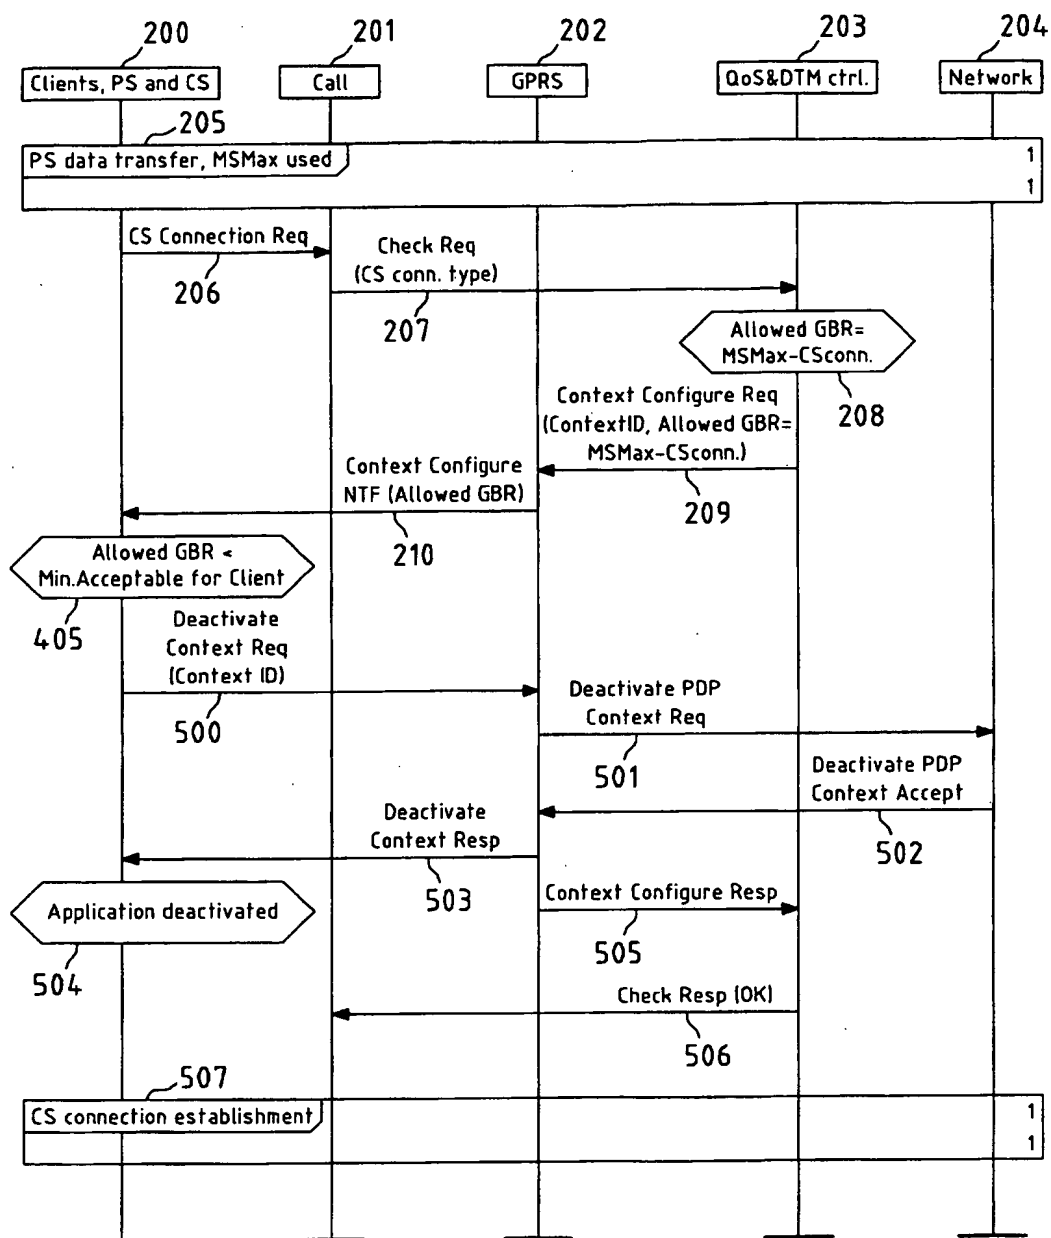 200
201
202
203
204
Clients, PS and CS
Call
GPRS
QoS&DTM ctrl.
Network
205
PS data transfer, MSMax used
1
1
CS Connection Req
206
Check Req
(CS conn. type)
207
Allowed GBR=
MSMax-CSconn.
208
Context Configure Req
(ContextID, Allowed GBR=
MSMax-CSconn.)
209
Context Configure
NTF (Allowed GBR)
210
Allowed GBR <
Min.Acceptable for Client
405
Deactivate
Context Req
(Context ID)
500
Deactivate PDP
Context Req
501
Deactivate PDP
Context Accept
502
Deactivate
Context Resp
503
Application deactivated
504
Context Configure Resp
505
Check Resp (OK)
506
507
CS connection establishment
1
1